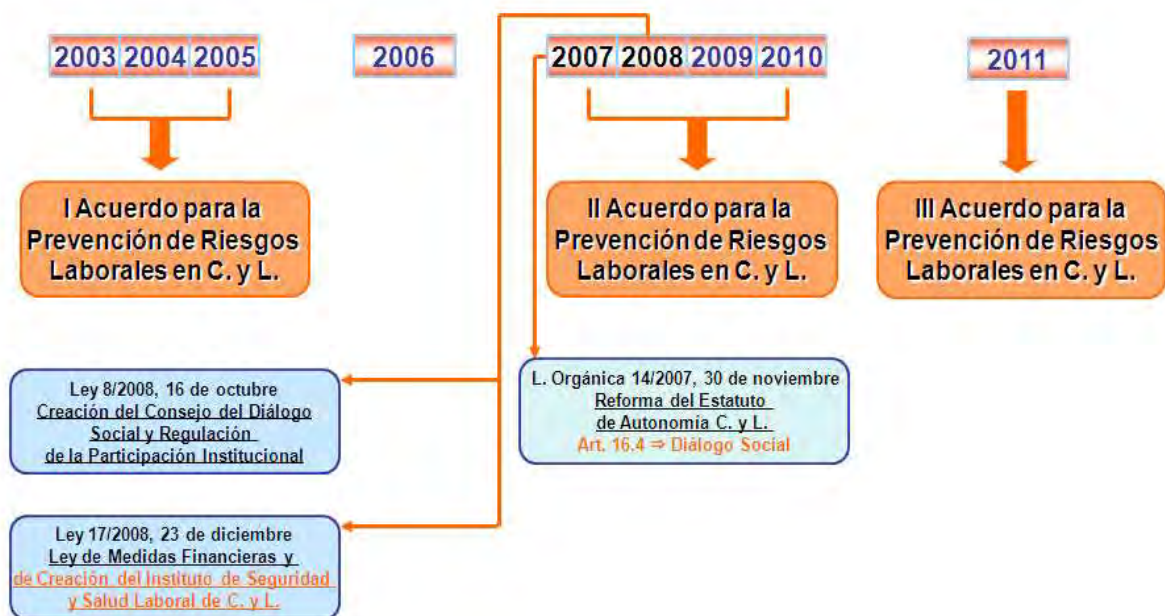 2003 2004 2005
2006
2007 2008 2009 2010
2011
I Acuerdo para la
Prevención de Riesgos
Laborales en C. y L.
II Acuerdo para la
Prevención de Riesgos
Laborales en C. y L.
III Acuerdo para la
Prevención de Riesgos
Laborales en C. y L.
Ley 8/2008, 16 de octubre
Creación del Consejo del Diálogo
Social y Regulación
de la Participación Institucional
L. Orgánica 14/2007, 30 de noviembre
Reforma del Estatuto
de Autonomía C. y L.
Art. 16.4 ⇒ Diálogo Social
Ley 17/2008, 23 de diciembre
Ley de Medidas Financieras y
de Creación del Instituto de Seguridad
y Salud Laboral de C. y L.